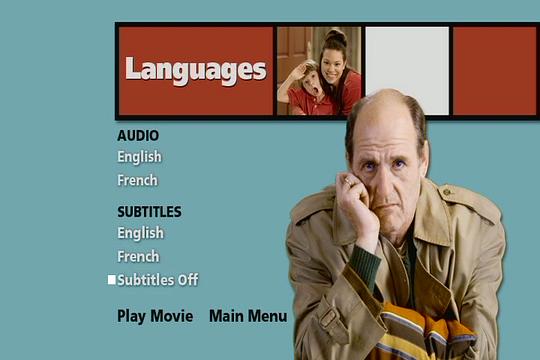 Languages
AUDIO
English
French
SUBTITLES
English
French
Subtitles Off
Play Movie Main Menu